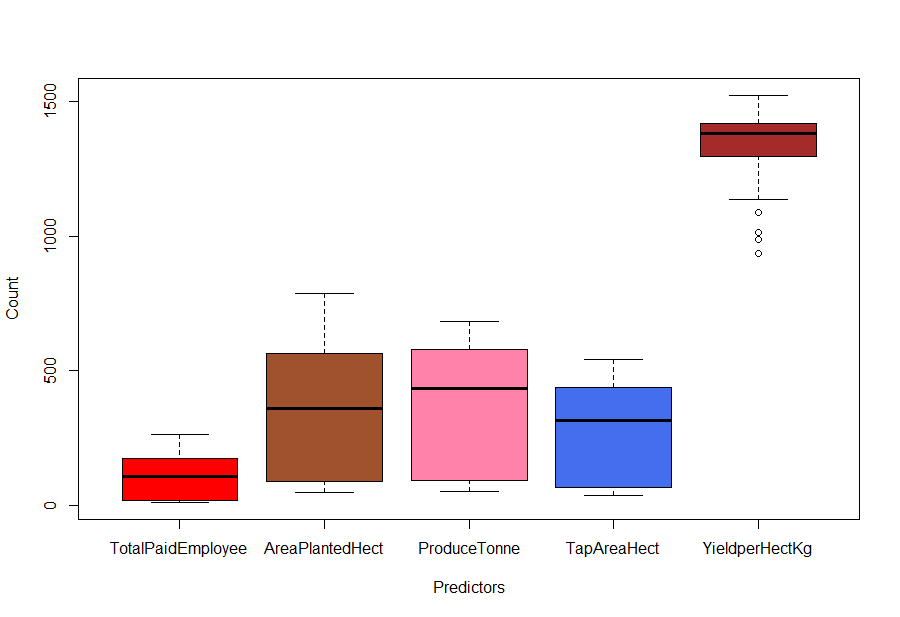 1500
1000
500
0
Count
TotalPaidEmployee AreaPlantedHect ProduceTonne TapAreaHect YieldperHectKg
Predictors